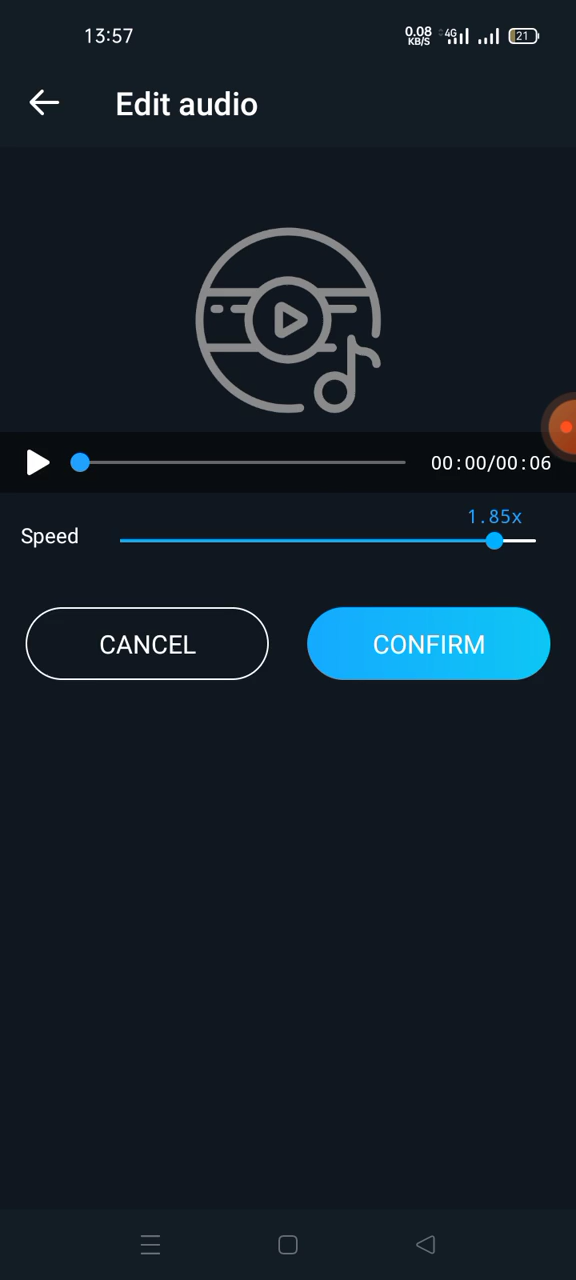 13:57
0.08
KB/S
4G
21
Edit audio
00:00/00:06
1.85x
Speed
CANCEL
CONFIRM